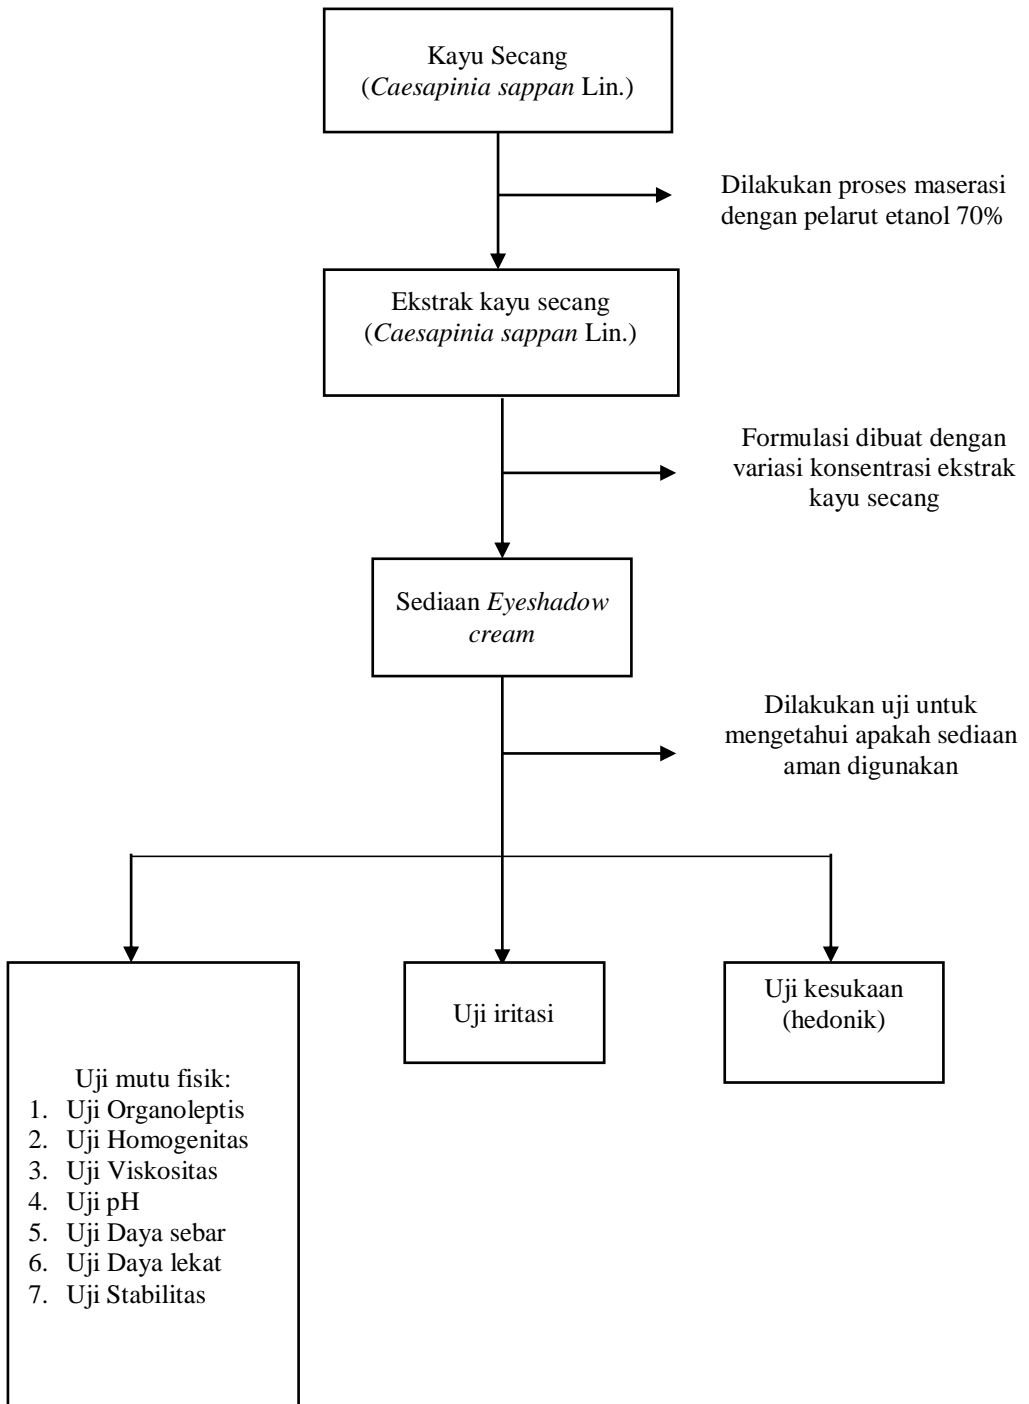 Kayu Secang
(Caesapinia sappan Lin.)
Dilakukan proses maserasi
dengan pelarut etanol 70%
Ekstrak kayu secang
(Caesapinia sappan Lin.)
Formulasi dibuat dengan
variasi konsentrasi ekstrak
kayu secang
Sediaan Eyeshadow
cream
Dilakukan uji untuk
mengetahui apakah sediaan
aman digunakan
Uji mutu fisik:
1. Uji Organoleptis
2. Uji Homogenitas
3. Uji Viskositas
4. Uji pH
5. Uji Daya sebar
6. Uji Daya lekat
7. Uji Stabilitas
Uji iritasi
Uji kesukaan
(hedonik)